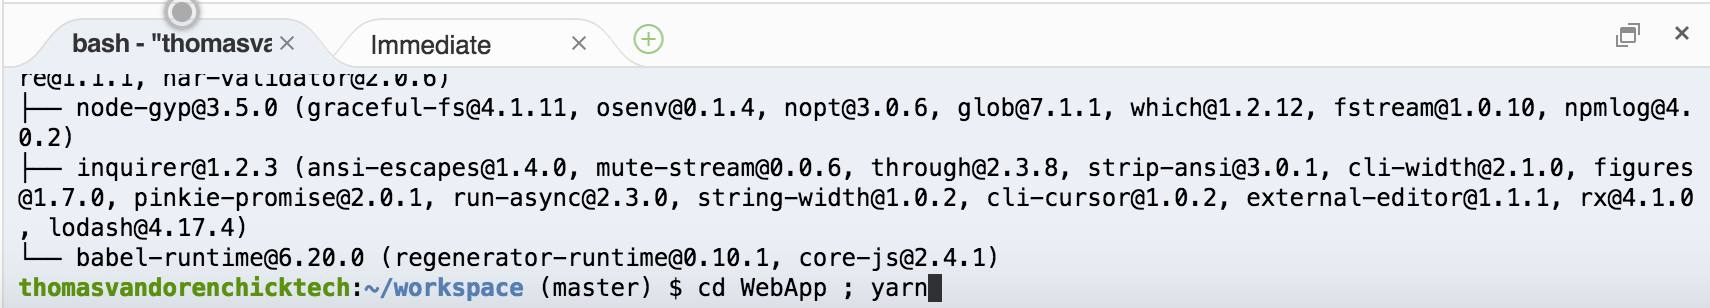 bash - "thomasva ×
Immediate ×
re@1.1.1, har-validator@2.0.6)
├── node-gyp@3.5.0 (graceful-fs@4.1.11, osenv@0.1.4, nopt@3.0.6, glob@7.1.1, which@1.2.12, fstream@1.0.10, npmlog@4.
0.2)
├── inquirer@1.2.3 (ansi-escapes@1.4.0, mute-stream@0.0.6, through@2.3.8, strip-ansi@3.0.1, cli-width@2.1.0, figures
@1.7.0, pinkie-promise@2.0.1, run-async@2.3.0, string-width@1.0.2, cli-cursor@1.0.2, external-editor@1.1.1, rx@4.1.0
, lodash@4.17.4)
└── babel-runtime@6.20.0 (regenerator-runtime@0.10.1, core-js@2.4.1)
thomasvandorenchicktech:~/workspace (master) $ cd WebApp ; yarn